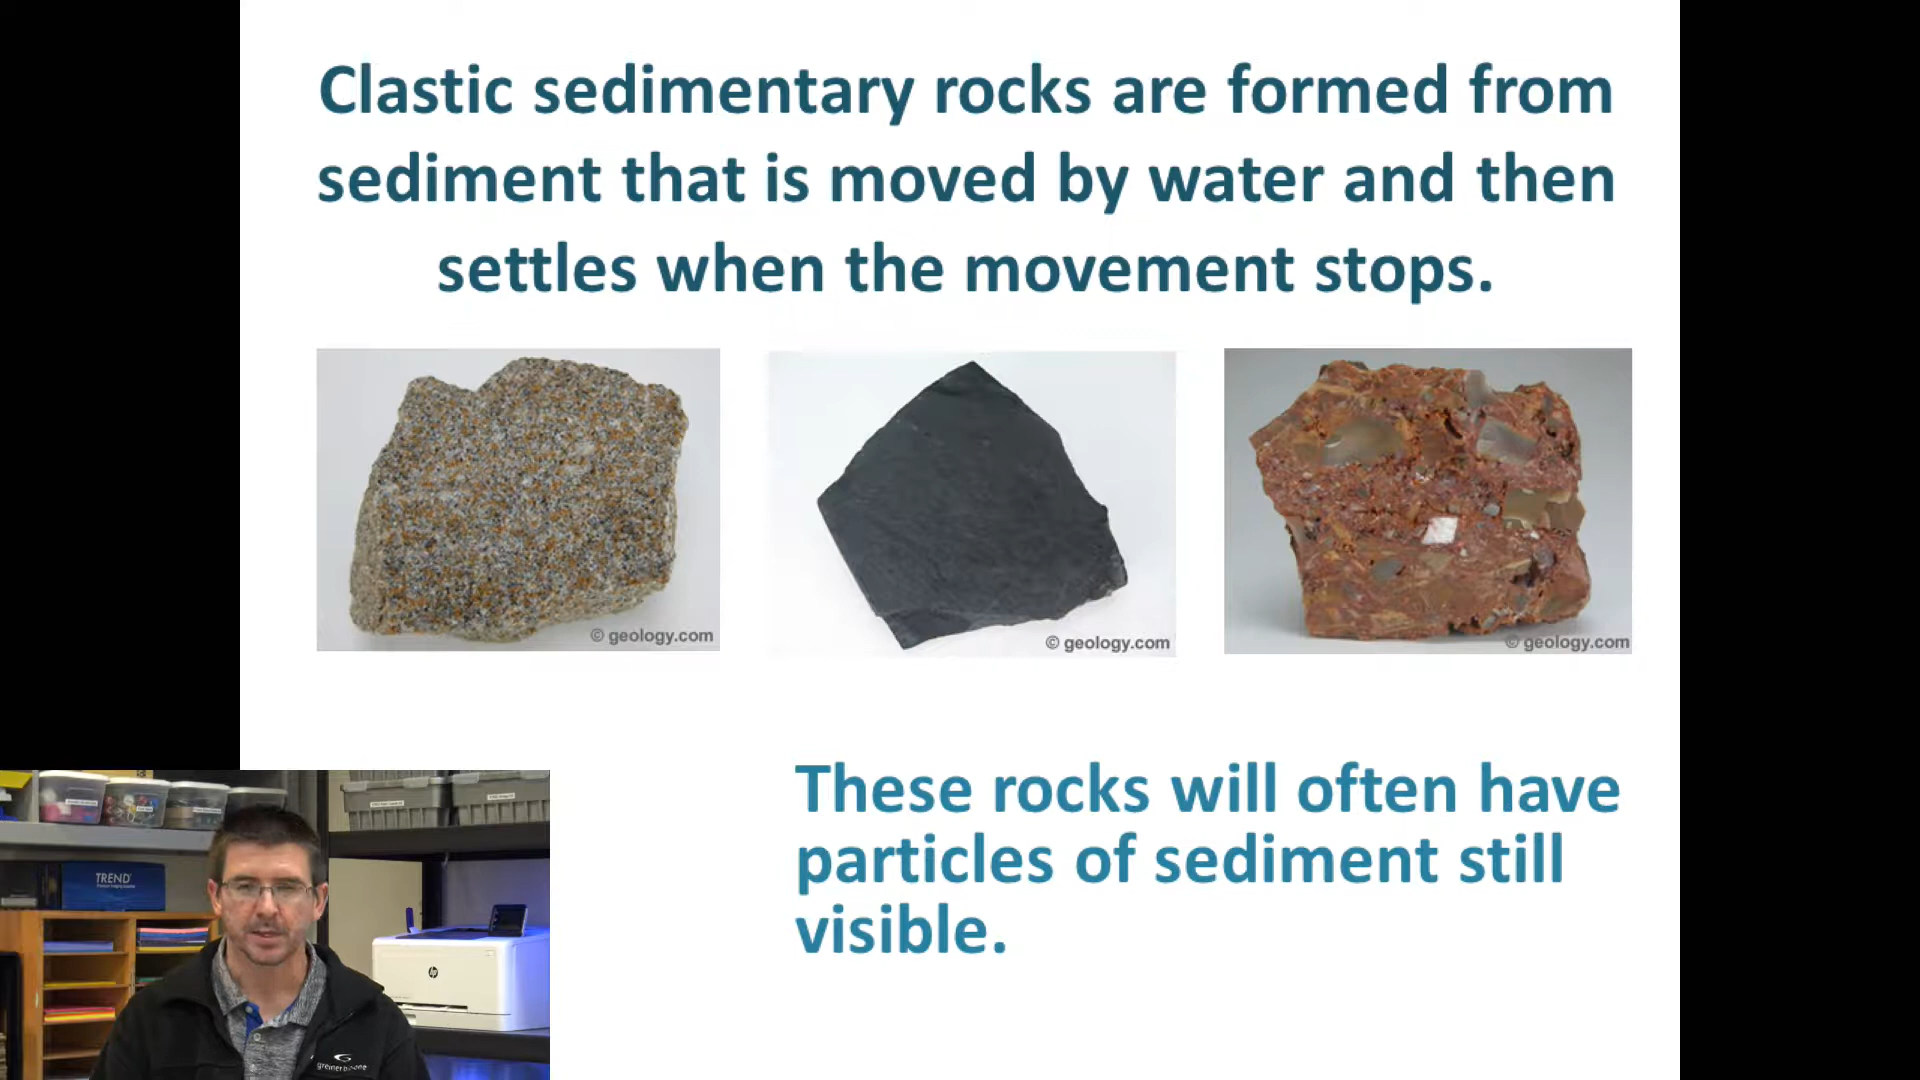 Clastic sedimentary rocks are formed from
sediment that is moved by water and then
settles when the movement stops.
© geology.com
© geology.com
© geology.com
These rocks will often have
particles of sediment still
visible.
TREND
hp